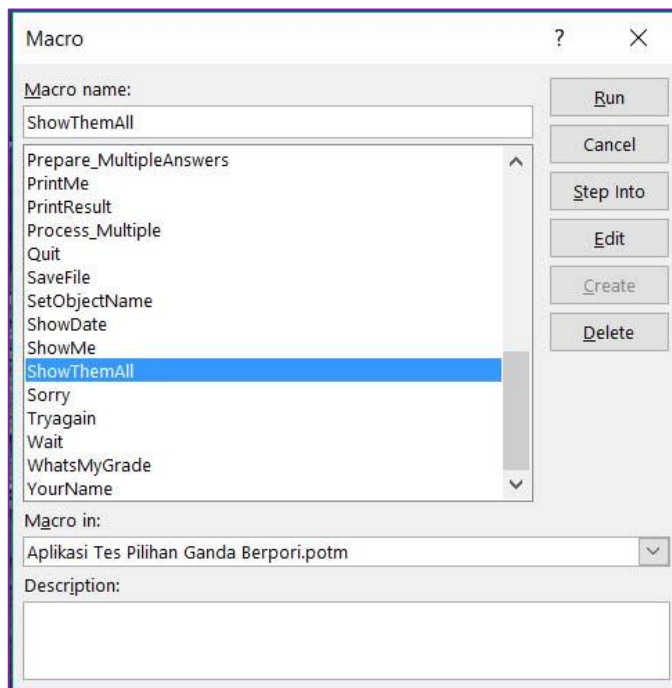 Macro
?
Macro name:
ShowThemAll
Prepare_MultipleAnswers
PrintMe
PrintResult
Process_Multiple
Quit
SaveFile
SetObjectName
ShowDate
ShowMe
ShowThemAll
Sorry
Tryagain
Wait
WhatsMyGrade
YourName
Run
Cancel
Step Into
Edit
Create
Delete
Macro in:
Aplikasi Tes Pilihan Ganda Berpori.potm
Description: